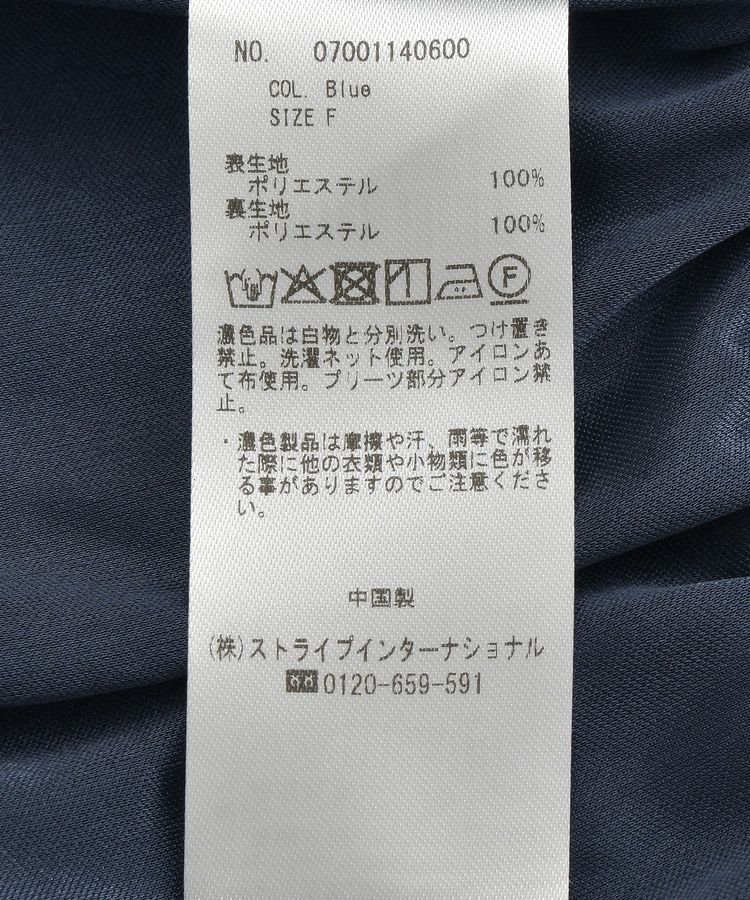 NO. 07001140600
COL. Blue
SIZE F
表生地
ポリエステル 100%
裏生地
ポリエステル 100%
F
濃色品は白物と分別洗い。つけ置き
禁止。洗濯ネット使用。アイロンあ
て布使用。プリーツ部分アイロン禁
止。
・濃色製品は摩擦や汗、雨等で濡れ
た際に他の衣類や小物類に色が移
る事がありますのでご注意くださ
い。
中国製
(株)ストライプインターナショナル
0120-659-591